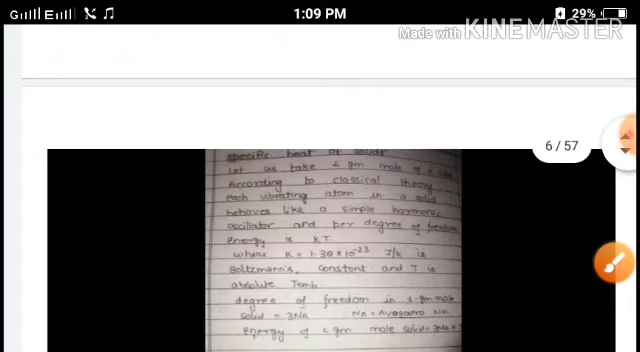 1:09 PM
29%
Made with KINEMASTER
6 / 57
specific heat of solids
Let us take 1 gm mole of a solid
According to classical theory
each vibrating atom in a solid
behaves like a simple harmonic
oscillator and per degree of freedom
energy is kT.
where K = 1.38 * 10^-23 J/k is
Boltzmann's, constant and T is
absolute Temp.
degree of freedom in 1-gm mole
solid = 3NA NA = Avagadro No.
Energy of 1 gm mole solid = 3NA KT